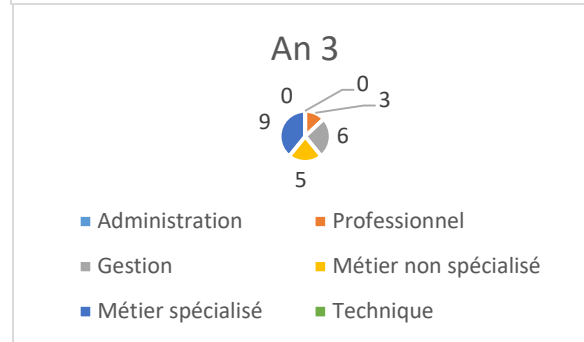 An 3
0
0
3
9
6
5
Administration
Professionnel
Gestion
Métier non spécialisé
Métier spécialisé
Technique